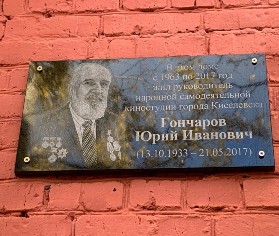 В этом доме
с 1963 по 2017 год
жил руководитель
народной самодеятельной
киностудии города Киселевска
Гончаров
Юрий Иванович
(13.10.1933 – 21.05.2017)